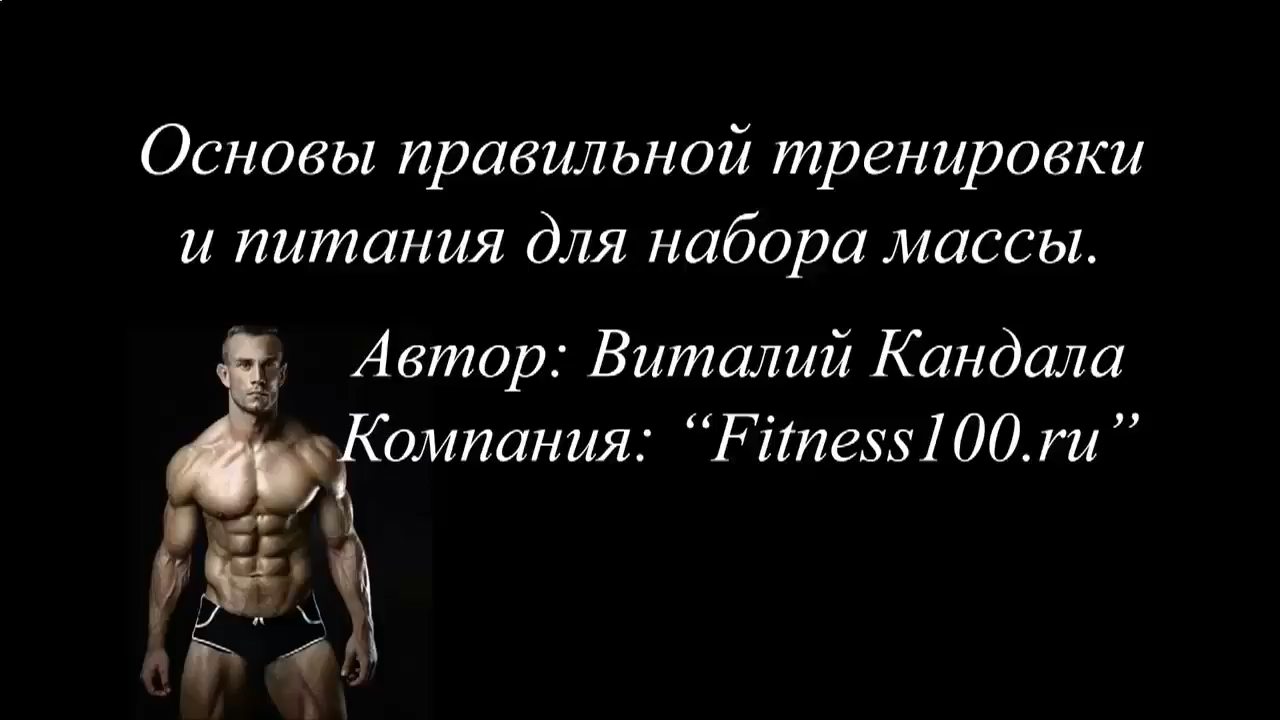 Основы правильной тренировки
и питания для набора массы.
Автор: Виталий Кандала
Компания: “Fitness100.ru”